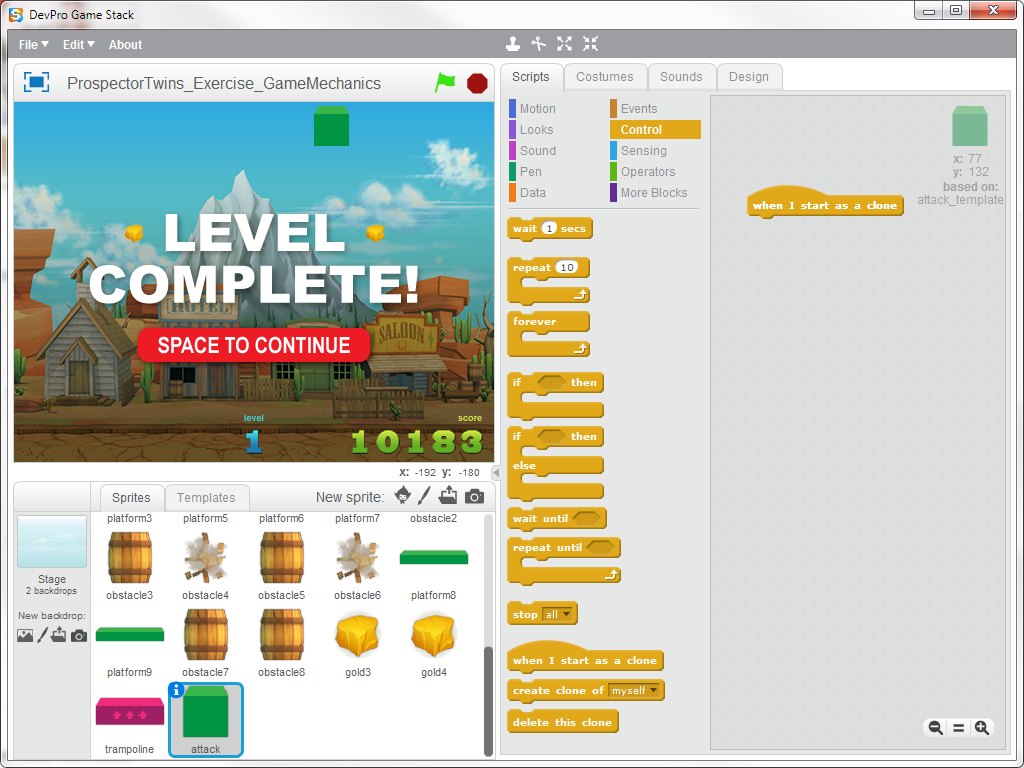 DevPro Game Stack
File Edit About
ProspectorTwins_Exercise_GameMechanics
LEVEL
COMPLETE!
HOTEL
SALOON
SPACE TO CONTINUE
level
score
1
10183
x: -192 y: -180
Sprites Templates New sprite:
Stage
2 backdrops
New backdrop:
platform3 platform5 platform6 platform7 obstacle2
obstacle3 obstacle4 obstacle5 obstacle6 platform8
platform9 obstacle7 obstacle8 gold3 gold4
trampoline attack
Scripts Costumes Sounds Design
Motion Events
Looks Control
Sound Sensing
Pen Operators
Data More Blocks
wait 1 secs
repeat 10
forever
if then
if then
else
wait until
repeat until
stop all
when I start as a clone
create clone of myself
delete this clone
when I start as a clone
x: 77
y: 132
based on:
attack_template